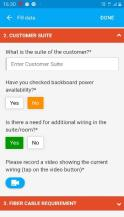 16:30
Fill data
DONE
2. CUSTOMER SUITE
What is the suite of the customer?*
Enter Customer Suite
Have you checked backboard power
availability?*
Yes No
Is there a need for additional wiring in the
suite/room?*
Yes No
Please record a video showing the current
wiring (tap on the video button)*
3. FIBER CABLE REQUIREMENT